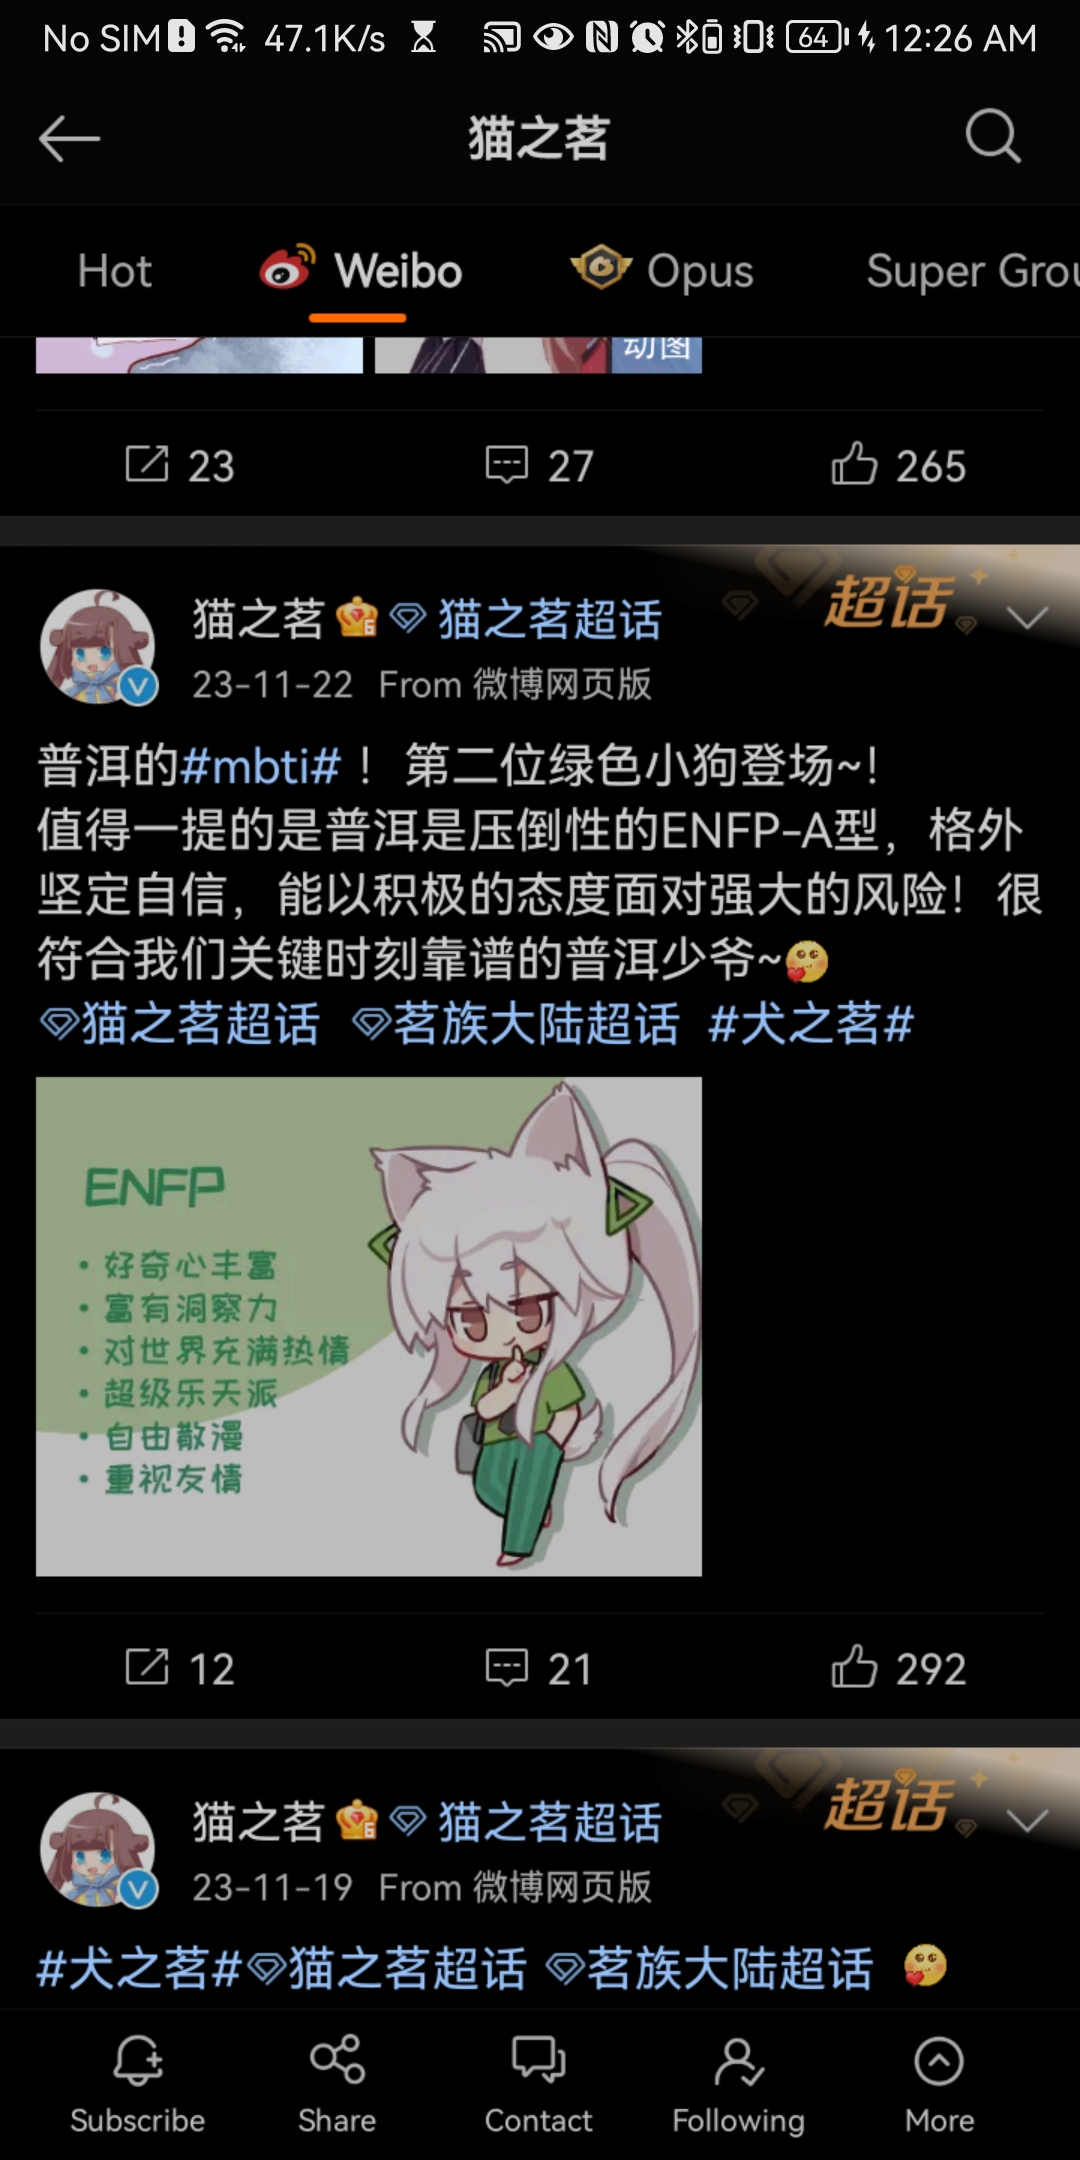 No SIM 47.1K/s 64 12:26 AM
猫之茗
Hot Weibo Opus Super Grou
动图
23 27 265
猫之茗 6 猫之茗超话 超话
23-11-22 From 微博网页版
普洱的#mbti#！第二位绿色小狗登场~！
值得一提的是普洱是压倒性的ENFP-A型，格外
坚定自信，能以积极的态度面对强大的风险！很
符合我们关键时刻靠谱的普洱少爷~
猫之茗超话 茗族大陆超话 #犬之茗#
ENFP
• 好奇心丰富
• 富有洞察力
• 对世界充满热情
• 超级乐天派
• 自由散漫
• 重视友情
12 21 292
猫之茗 6 猫之茗超话 超话
23-11-19 From 微博网页版
#犬之茗#猫之茗超话 茗族大陆超话
Subscribe Share Contact Following More